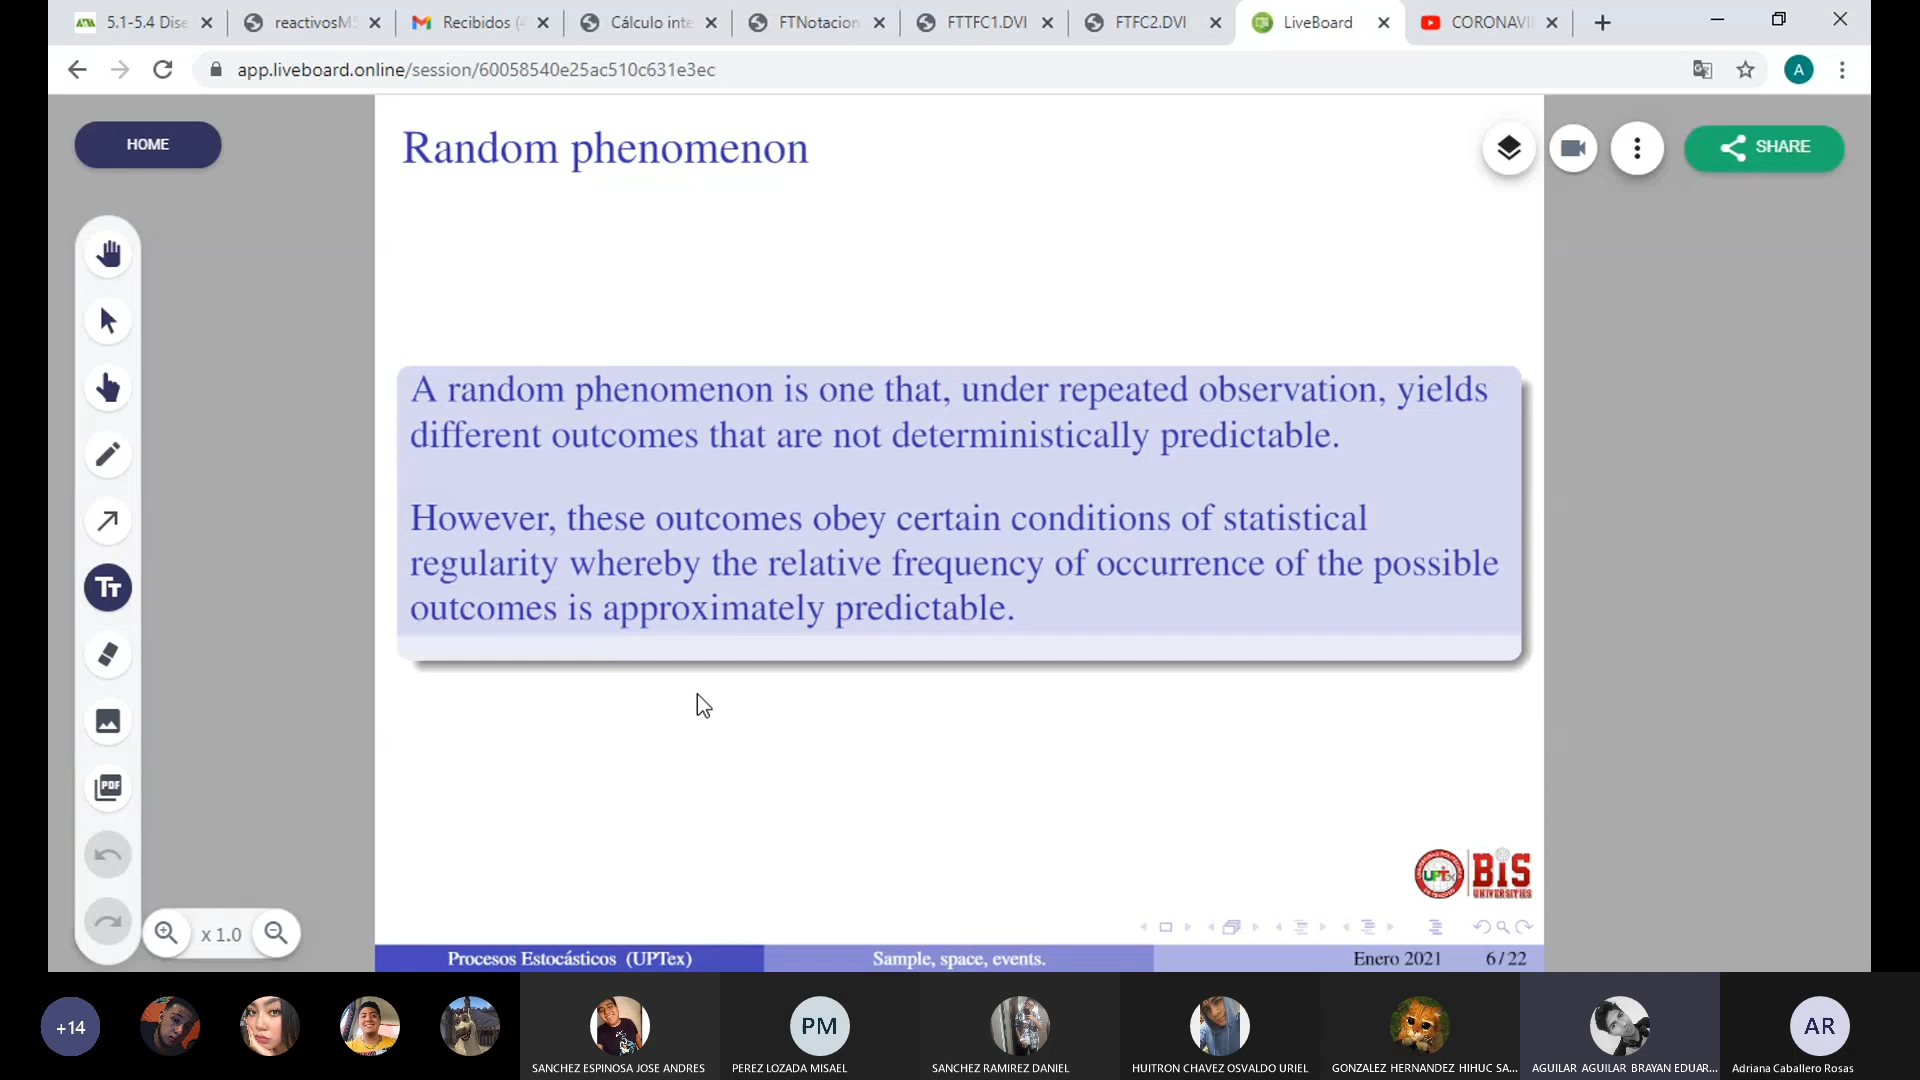 5.1-5.4 Dise
reactivosM
Recibidos (4
Cálculo inte
FTNotacion
FTTFC1.DVI
FTFC2.DVI
LiveBoard
CORONAVI
app.liveboard.online/session/60058540e25ac510c631e3ec
A
HOME
SHARE
Random phenomenon
A random phenomenon is one that, under repeated observation, yields
different outcomes that are not deterministically predictable.
However, these outcomes obey certain conditions of statistical
regularity whereby the relative frequency of occurrence of the possible
outcomes is approximately predictable.
TT
PDF
x 1.0
UPTex
BIS
UNIVERSITIES
Procesos Estocásticos (UPTex)
Sample, space, events.
Enero 2021
6/22
+14
PM
AR
SANCHEZ ESPINOSA JOSE ANDRES
PEREZ LOZADA MISAEL
SANCHEZ RAMIREZ DANIEL
HUITRON CHAVEZ OSVALDO URIEL
GONZALEZ HERNANDEZ HIHUC SA...
AGUILAR AGUILAR BRAYAN EDUAR...
Adriana Caballero Rosas